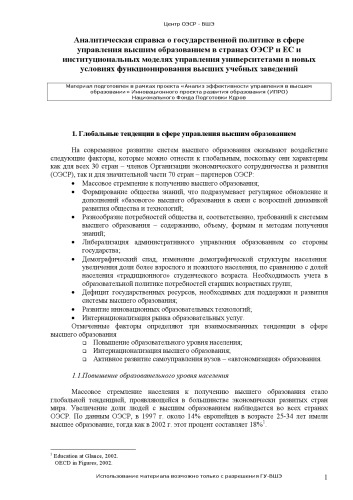 Центр ОЭСР - ВШЭ
Аналитическая справка о государственной политике в сфере
управления высшим образованием в странах ОЭСР и ЕС и
институциональных моделях управления университетами в новых
условиях функционирования высших учебных заведений
Материал подготовлен в рамках проекта «Анализ эффективности управления в высшем
образовании» Инновационного проекта развития образования (ИПРО)
Национального Фонда Подготовки Кадров
1. Глобальные тенденции в сфере управления высшим образованием
На современное развитие систем высшего образования оказывают воздействие
следующие факторы, которые можно отнести к глобальным, поскольку они характерны
как для всех 30 стран – членов Организации экономического сотрудничества и развития
(ОЭСР), так и для значительной части 70 стран – партнеров ОЭСР:
• Массовое стремление к получению высшего образования;
• Формирование общества знаний, что подразумевает регулярное обновление и
дополнений «базового» высшего образования в связи с возросшей динамикой
развития общества и технологий;
• Разнообразие потребностей общества и, соответственно, требований к системам
высшего образования – содержанию, объему, формам и методам получения
знаний;
• Либерализация административного управления образованием со стороны
государства;
• Демографический спад, изменение демографической структуры населения:
увеличения доли более взрослого и пожилого населения, по сравнению с долей
населения «традиционного» студенческого возраста. Необходимость учета в
образовательной политике потребностей старших возрастных групп;
• Дефицит государственных ресурсов, необходимых для поддержки и развития
системы высшего образования;
• Развитие инновационных образовательных технологий;
• Интернационализация рынка образовательных услуг.
Отмеченные факторы определяют три взаимосвязанных тенденции в сфере
высшего образования
❑ Повышение образовательного уровня населения;
❑ Интернационализация высшего образования;
❑ Активное развитие самоуправления вузов – «автономизация» образования.
1.1.Повышение образовательного уровня населения
Массовое стремление населения к получению высшего образования стало
глобальной тенденцией, проявляющейся в большинстве экономически развитых стран
мира. Увеличение доли людей с высшим образованием наблюдается во всех странах
ОЭСР. По данным ОЭСР, в 1997 г. около 14% европейцев в возрасте 25-34 лет имели
высшее образование, тогда как в 2002 г. этот процент составляет 18%¹.
¹ Education at Glance, 2002.
OECD in Figures, 2002.
Использование материала возможно только с разрешения ГУ-ВШЭ
1